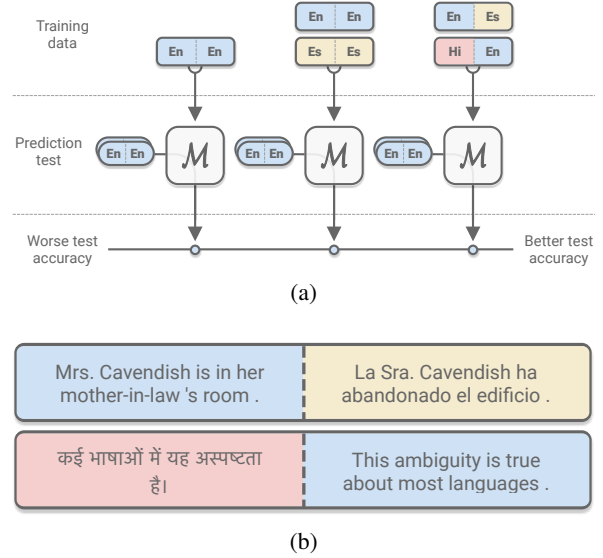 Training
data
En En
En En
Es Es
En Es
Hi En
Prediction
test
En En
M
En En
M
En En
M
Worse test
accuracy
Better test
accuracy
(a)
Mrs. Cavendish is in her
mother-in-law 's room .
La Sra. Cavendish ha
abandonado el edificio .
कई भाषाओं में यह अस्पष्टता
है।
This ambiguity is true
about most languages .
(b)